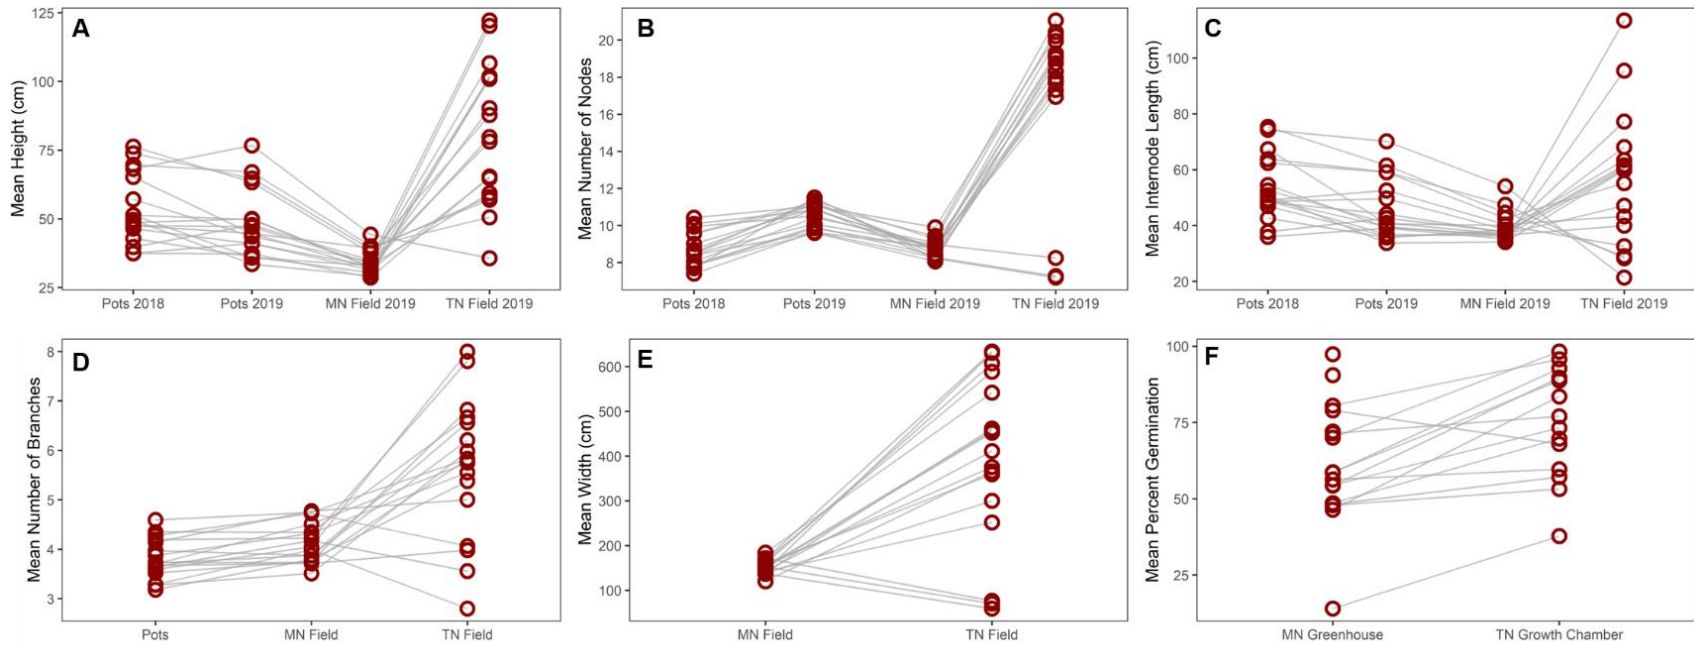 A
Mean Height (cm)
125
100
75
50
25
Pots 2018 Pots 2019 MN Field 2019 TN Field 2019
B
Mean Number of Nodes
20
18
16
14
12
10
8
Pots 2018 Pots 2019 MN Field 2019 TN Field 2019
C
Mean Internode Length (cm)
100
80
60
40
20
Pots 2018 Pots 2019 MN Field 2019 TN Field 2019
D
Mean Number of Branches
8
7
6
5
4
3
Pots MN Field TN Field
E
Mean Width (cm)
600
500
400
300
200
100
MN Field TN Field
F
Mean Percent Germination
100
75
50
25
MN Greenhouse TN Growth Chamber